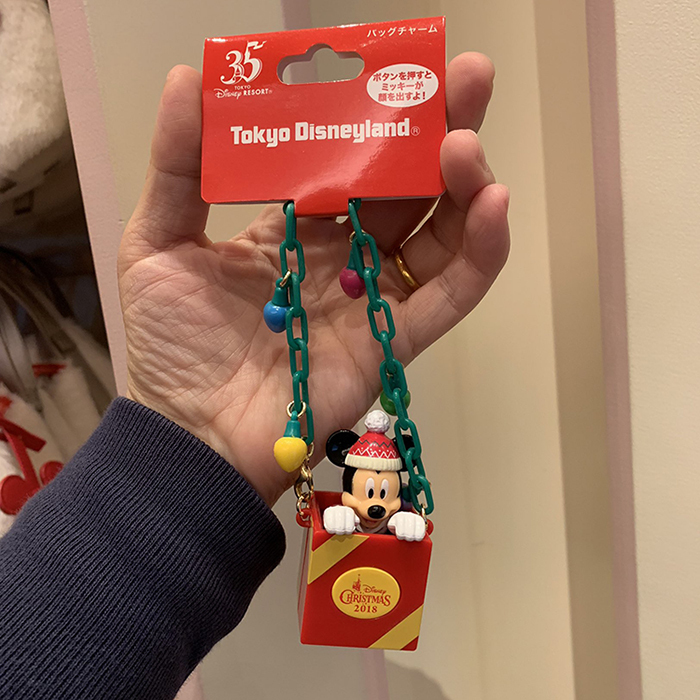 バッグチャーム
35
TOKYO
Disney RESORT®
ボタンを押すと
ミッキーが
顔を出すよ!
Tokyo Disneyland®
Disney
CHRISTMAS
2018